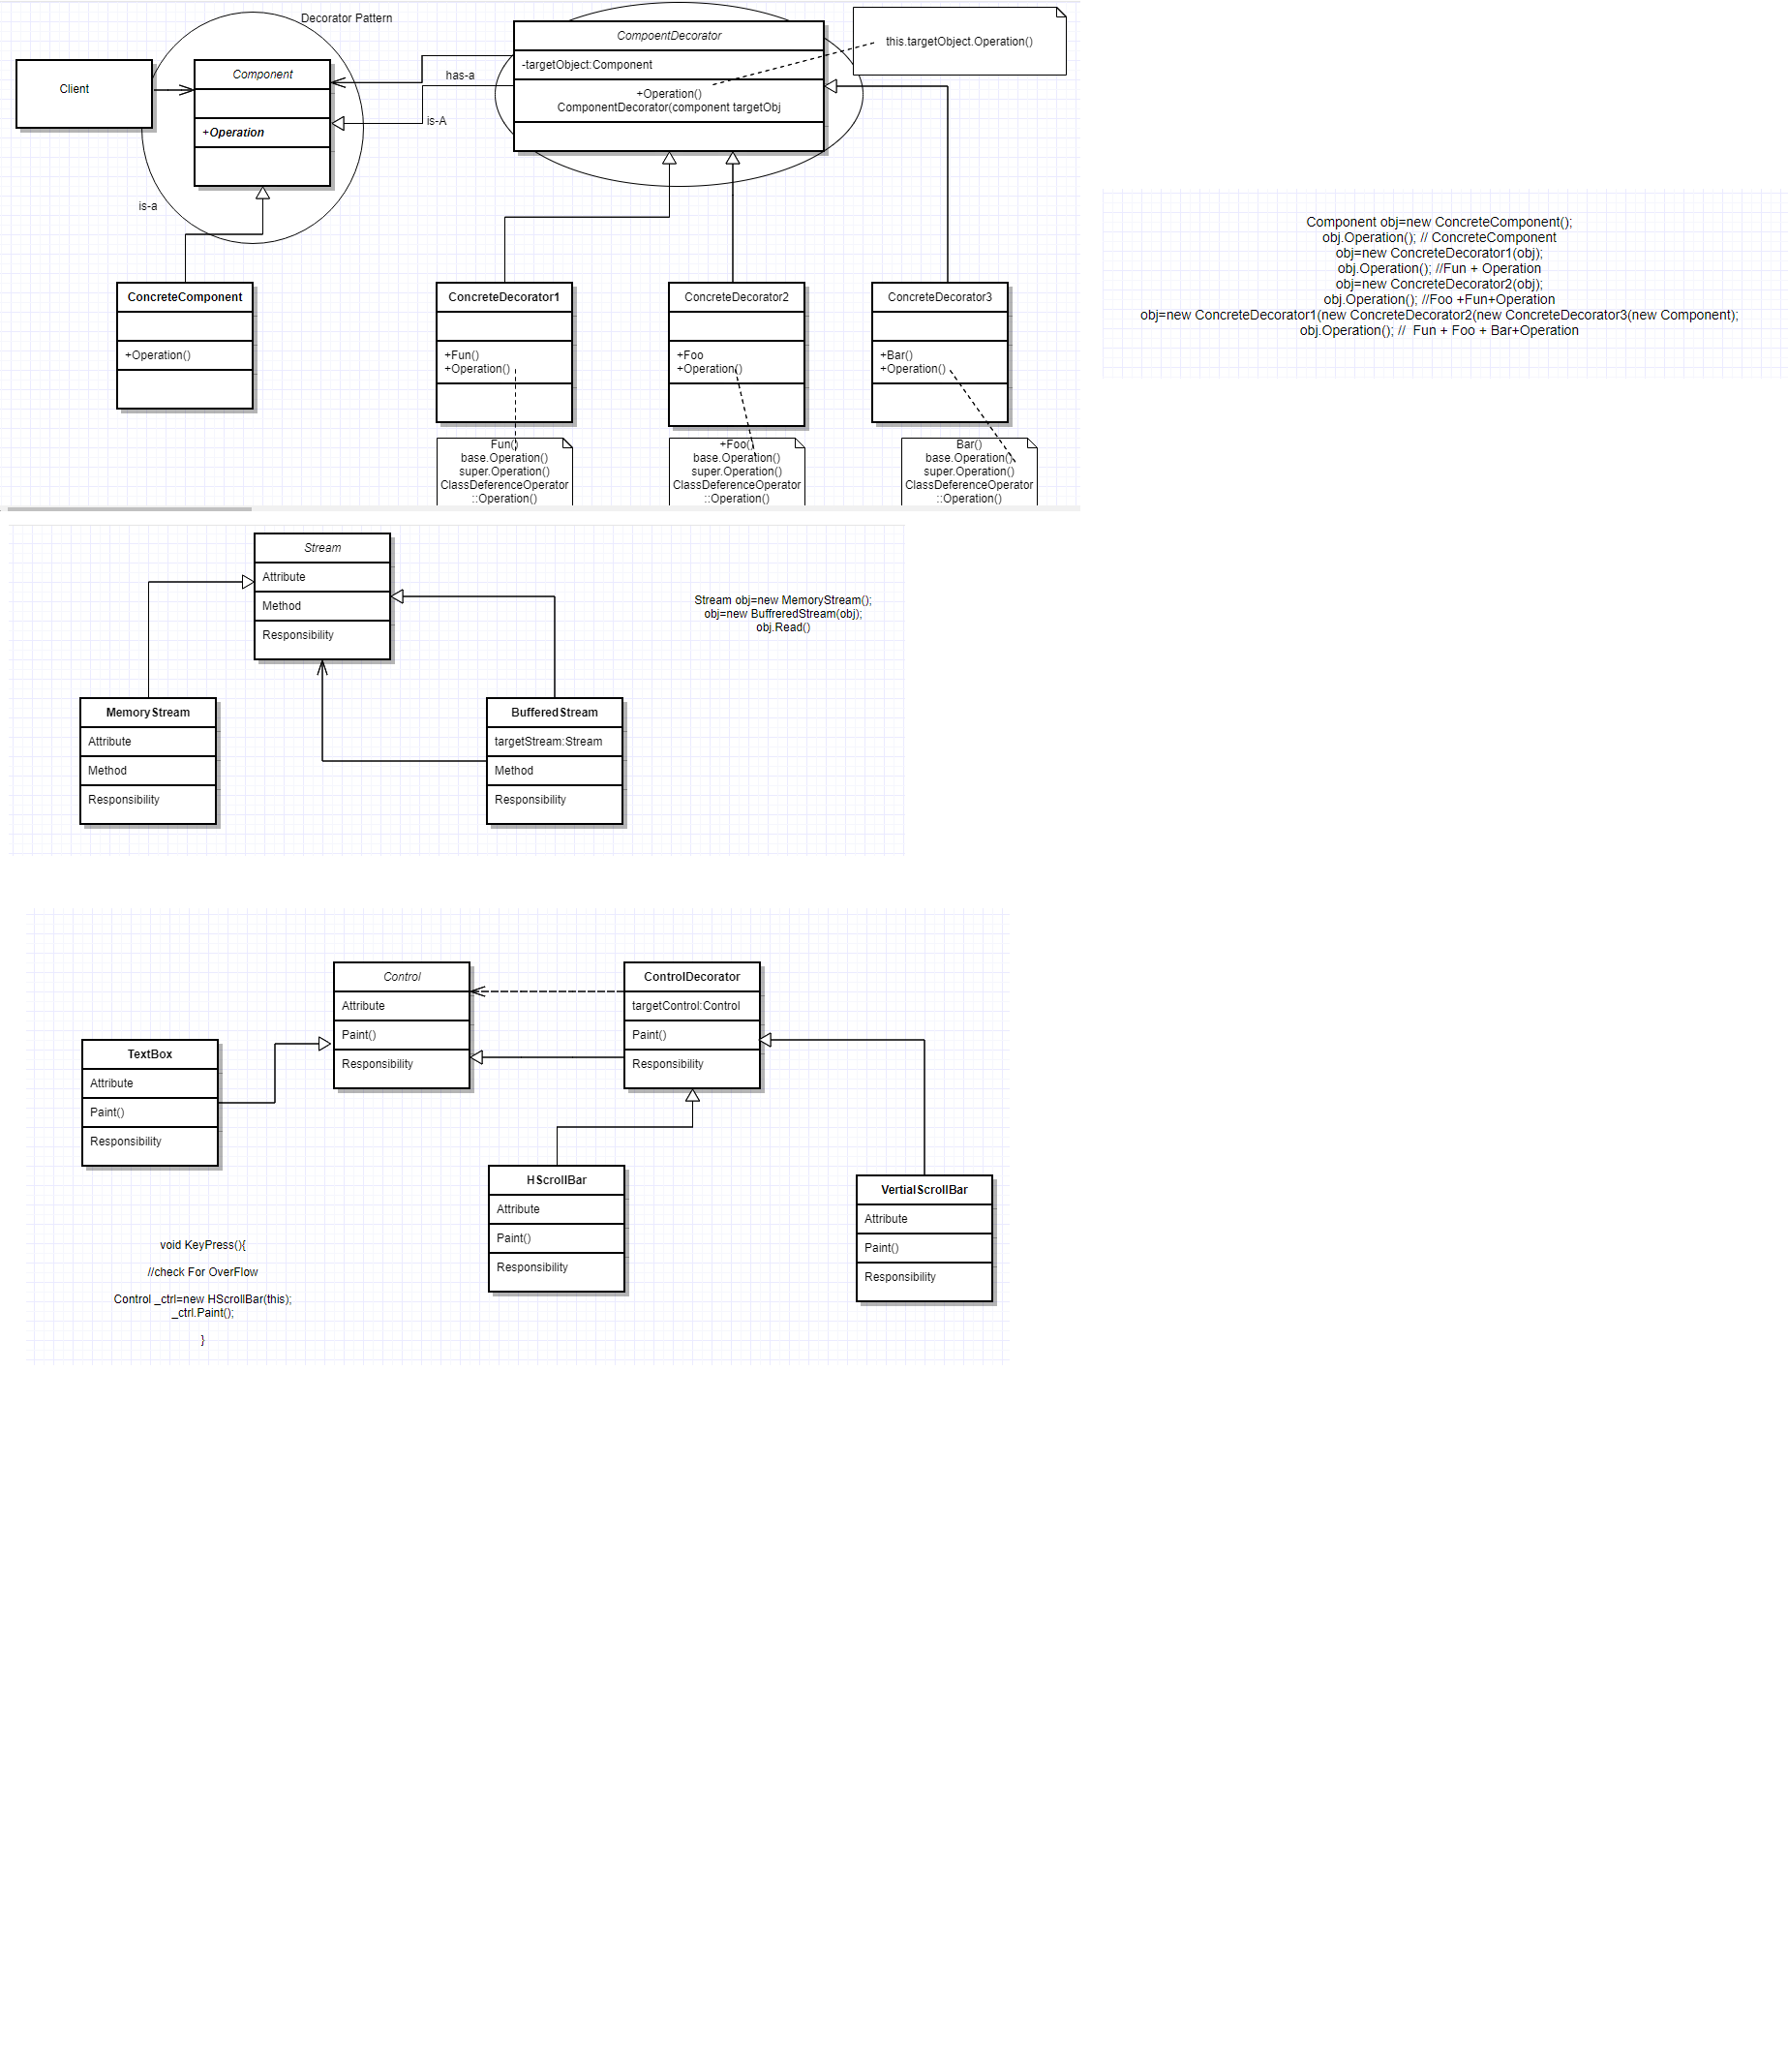 Decorator Pattern
Client
Component
+Operation
is-a
has-a
is-A
CompoentDecorator
-targetObject:Component
+Operation()
ComponentDecorator(component targetObj
this.targetObject.Operation()
ConcreteComponent
+Operation()
ConcreteDecorator1
+Fun()
+Operation()
ConcreteDecorator2
+Foo
+Operation()
ConcreteDecorator3
+Bar()
+Operation()
Fun()
base.Operation()
super.Operation()
ClassDeferenceOperator
::Operation()
+Foo()
base.Operation()
super.Operation()
ClassDeferenceOperator
::Operation()
Bar()
base.Operation()
super.Operation()
ClassDeferenceOperator
::Operation()
Component obj=new ConcreteComponent();
obj.Operation(); // ConcreteComponent
obj=new ConcreteDecorator1(obj);
obj.Operation(); //Fun + Operation
obj=new ConcreteDecorator2(obj);
obj.Operation(); //Foo +Fun+Operation
obj=new ConcreteDecorator1(new ConcreteDecorator2(new ConcreteDecorator3(new Component);
obj.Operation(); // Fun + Foo + Bar+Operation
Stream
Attribute
Method
Responsibility
MemoryStream
Attribute
Method
Responsibility
BufferedStream
targetStream:Stream
Method
Responsibility
Stream obj=new MemoryStream();
obj=new BuffreredStream(obj);
obj.Read()
Control
Attribute
Paint()
Responsibility
ControlDecorator
targetControl:Control
Paint()
Responsibility
TextBox
Attribute
Paint()
Responsibility
HScrollBar
Attribute
Paint()
Responsibility
VertialScrollBar
Attribute
Paint()
Responsibility
void KeyPress(){
//check For OverFlow
Control _ctrl=new HScrollBar(this);
_ctrl.Paint();
}